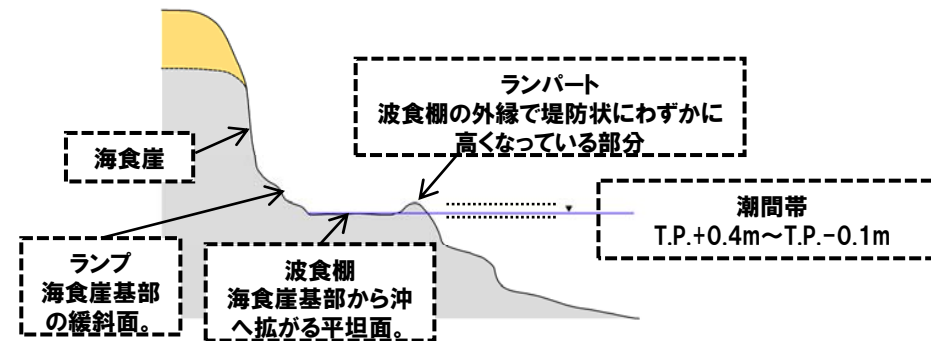 ランパート
波食棚の外縁で堤防状にわずかに
高くなっている部分
海食崖
潮間帯
T.P.+0.4m～T.P.-0.1m
ランプ
海食崖基部
の緩斜面。
波食棚
海食崖基部から沖
へ拡がる平坦面。